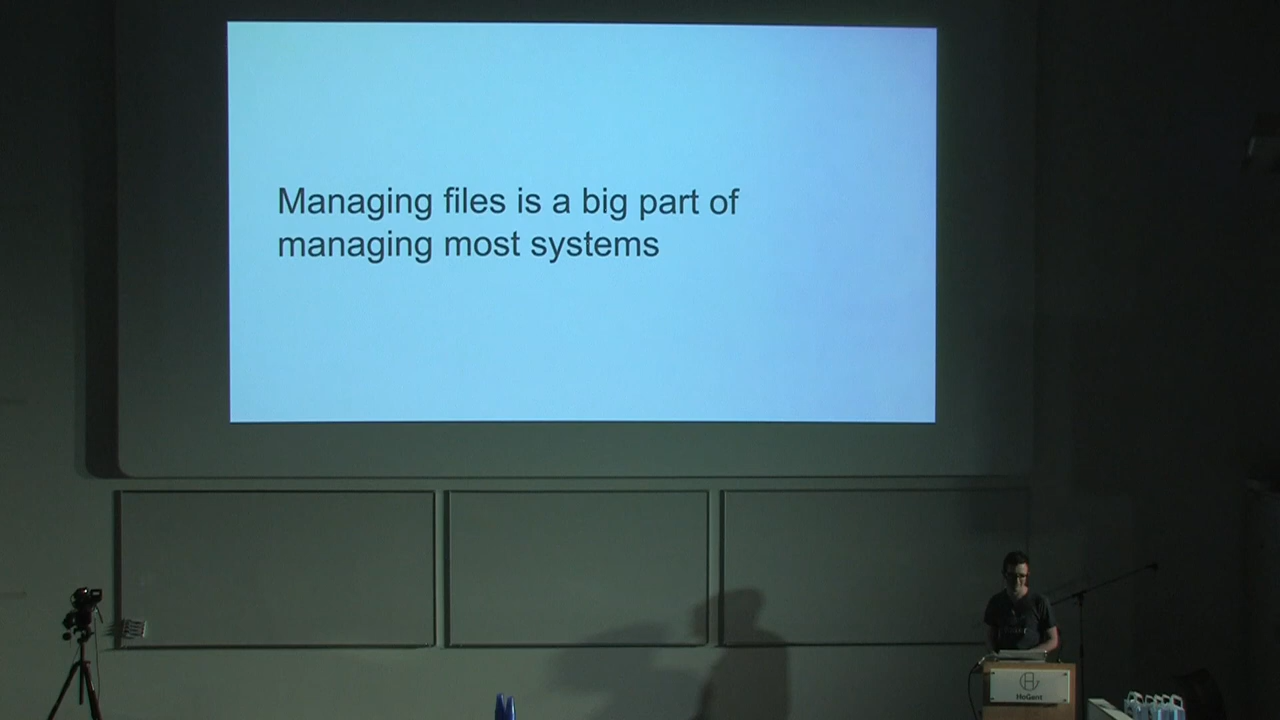 Managing files is a big part of
managing most systems
HoGent